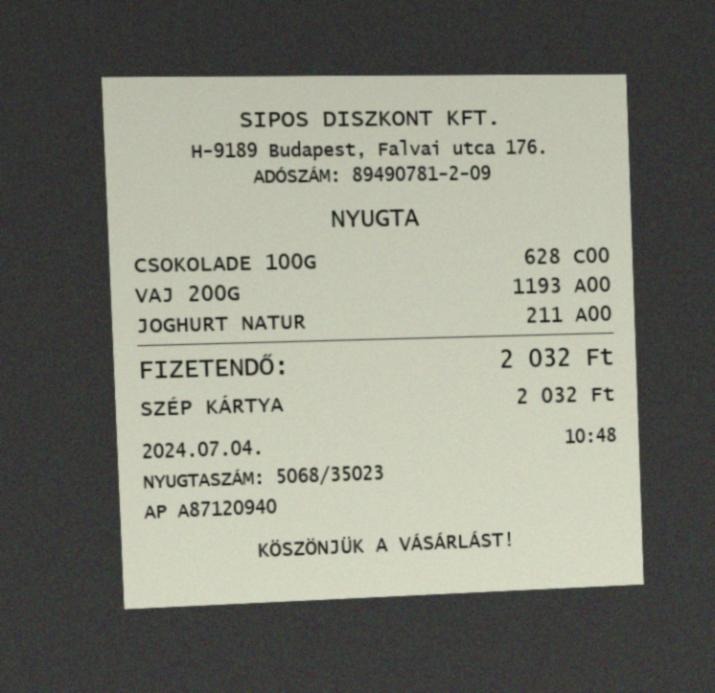 SIPOS DISZKONT KFT.
H-9189 Budapest, Falvai utca 176.
ADÓSZÁM: 89490781-2-09
NYUGTA
CSOKOLADE 100G 628 C00
VAJ 200G 1193 A00
JOGHURT NATUR 211 A00
FIZETENDŐ: 2 032 Ft
SZÉP KÁRTYA 2 032 Ft
2024.07.04. 10:48
NYUGTASZÁM: 5068/35023
AP A87120940
KÖSZÖNJÜK A VÁSÁRLÁST!